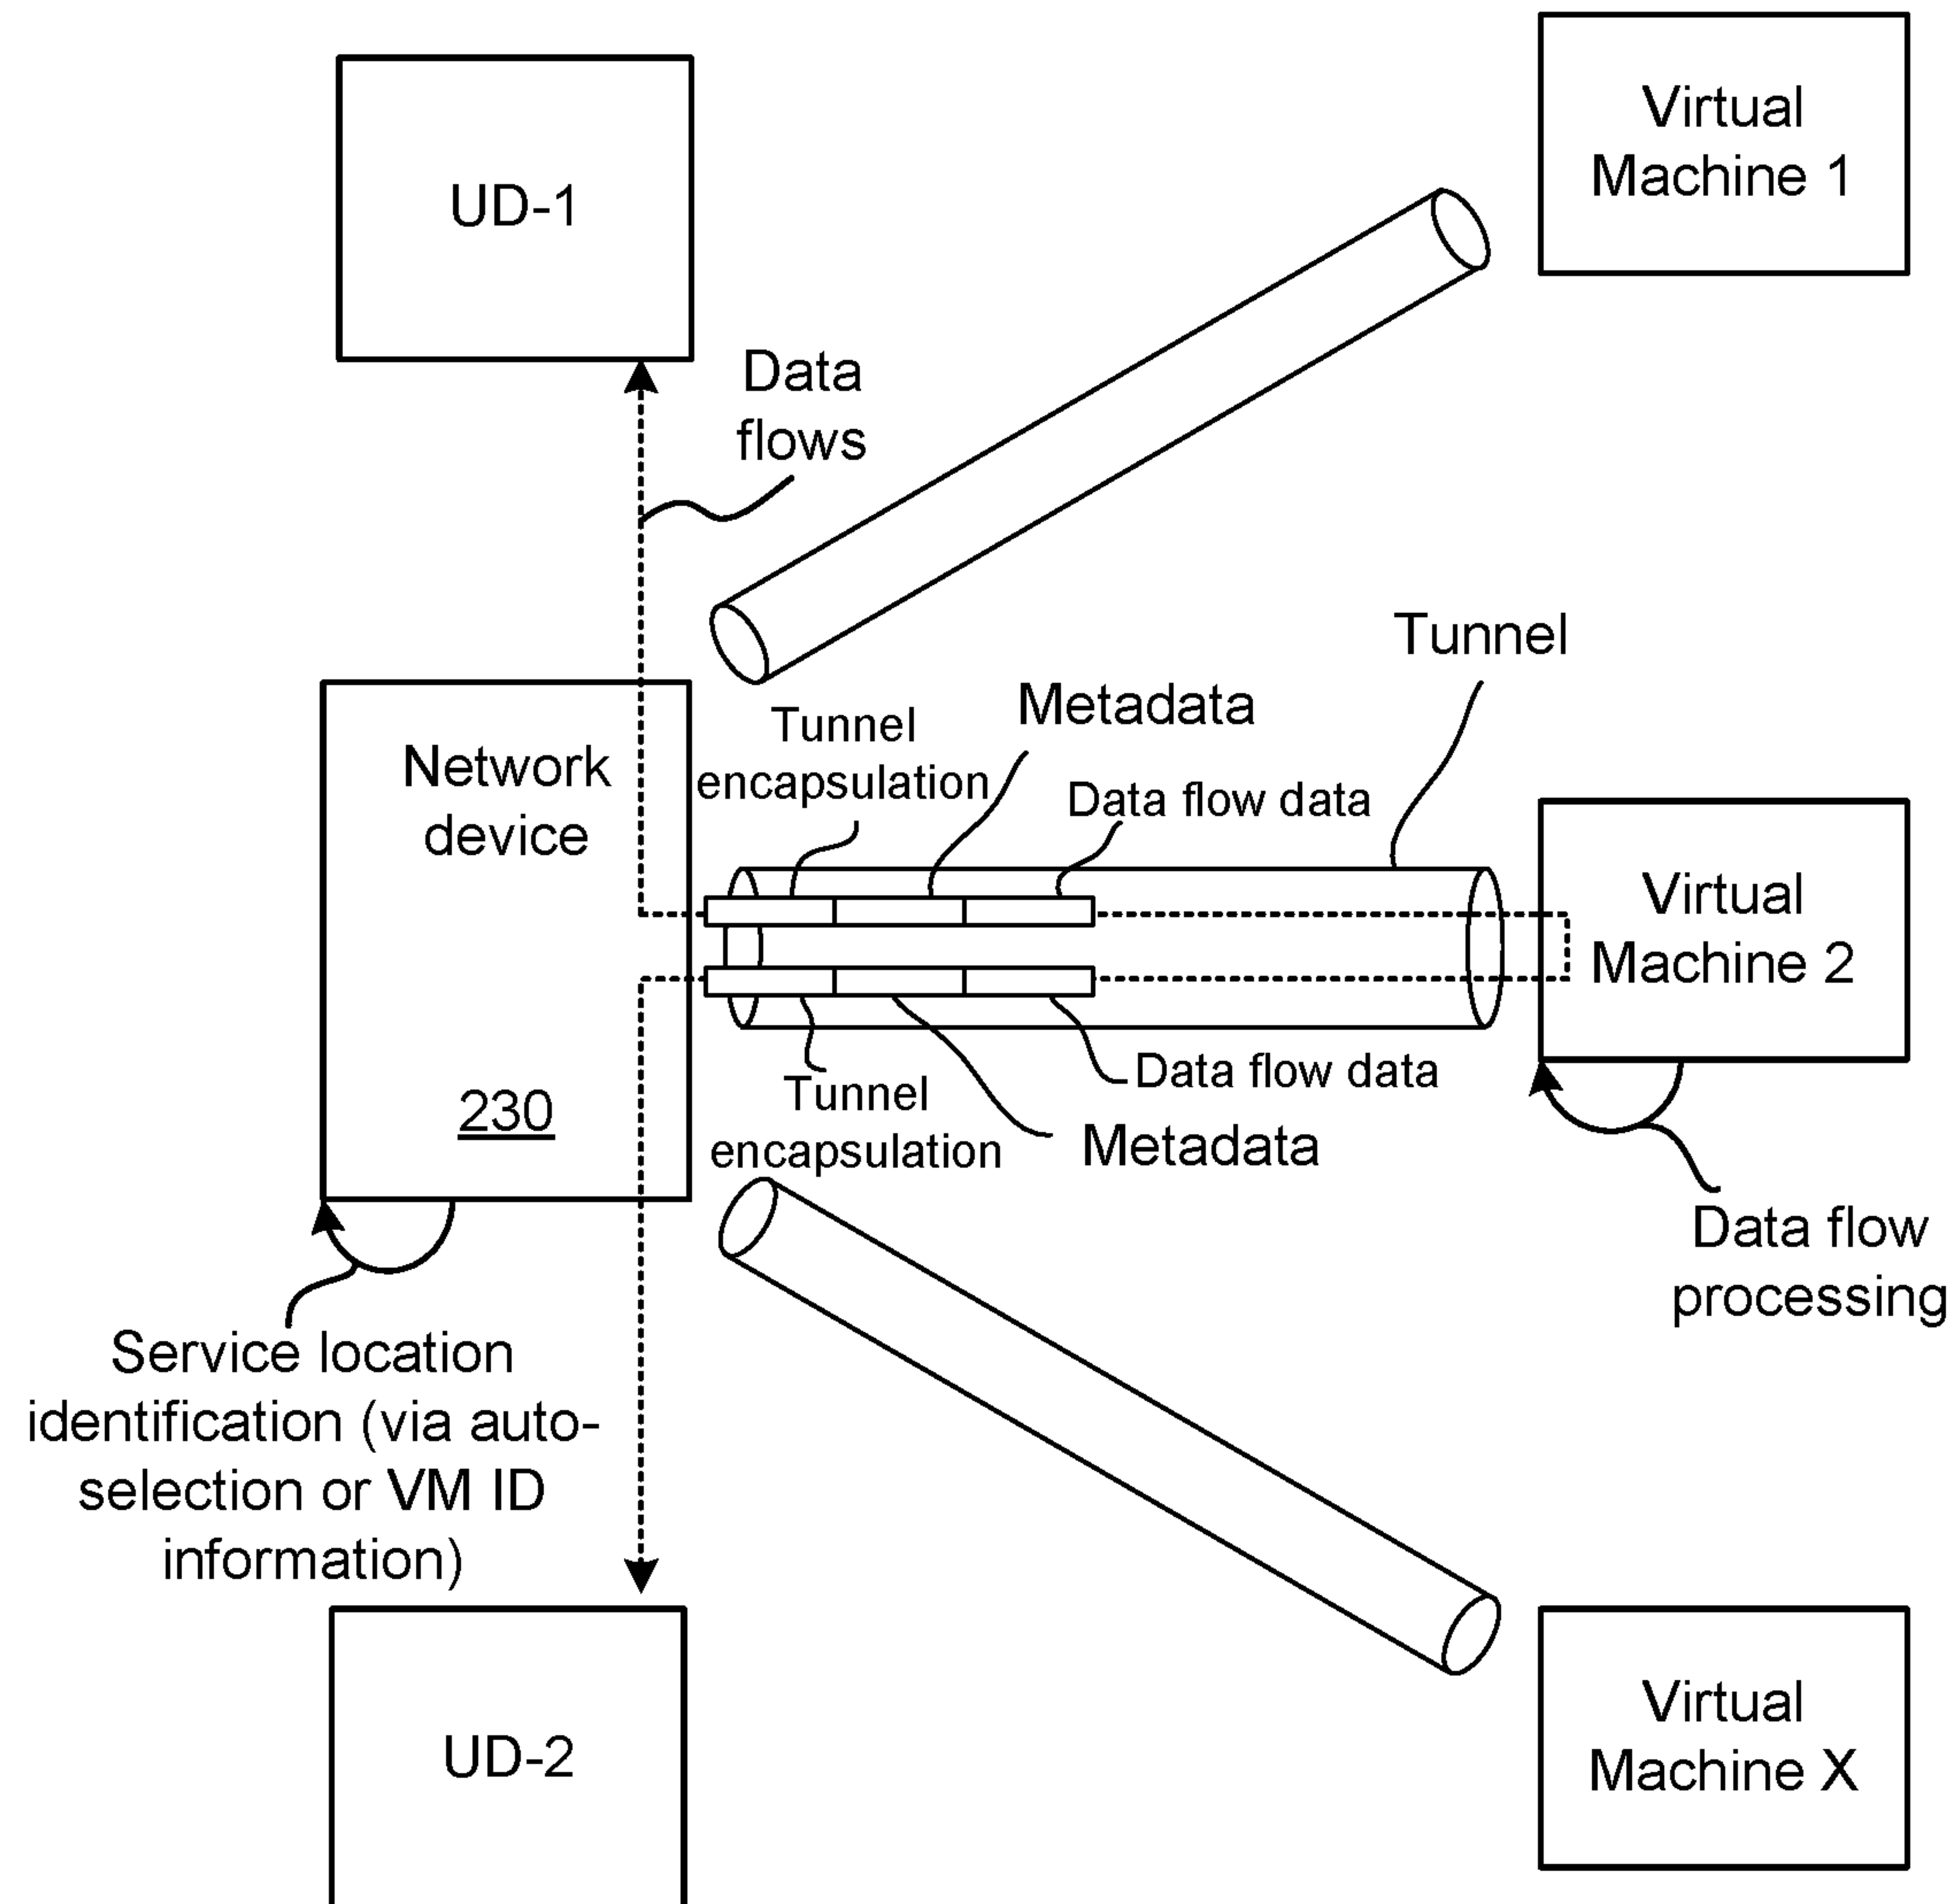 UD-1
Virtual
Machine 1
Data
flows
Tunnel
Metadata
Tunnel
encapsulation
Data flow data
Network
device
230
Virtual
Machine 2
Data flow data
Tunnel
encapsulation
Metadata
Data flow
processing
Service location
identification (via auto-
selection or VM ID
information)
UD-2
Virtual
Machine X